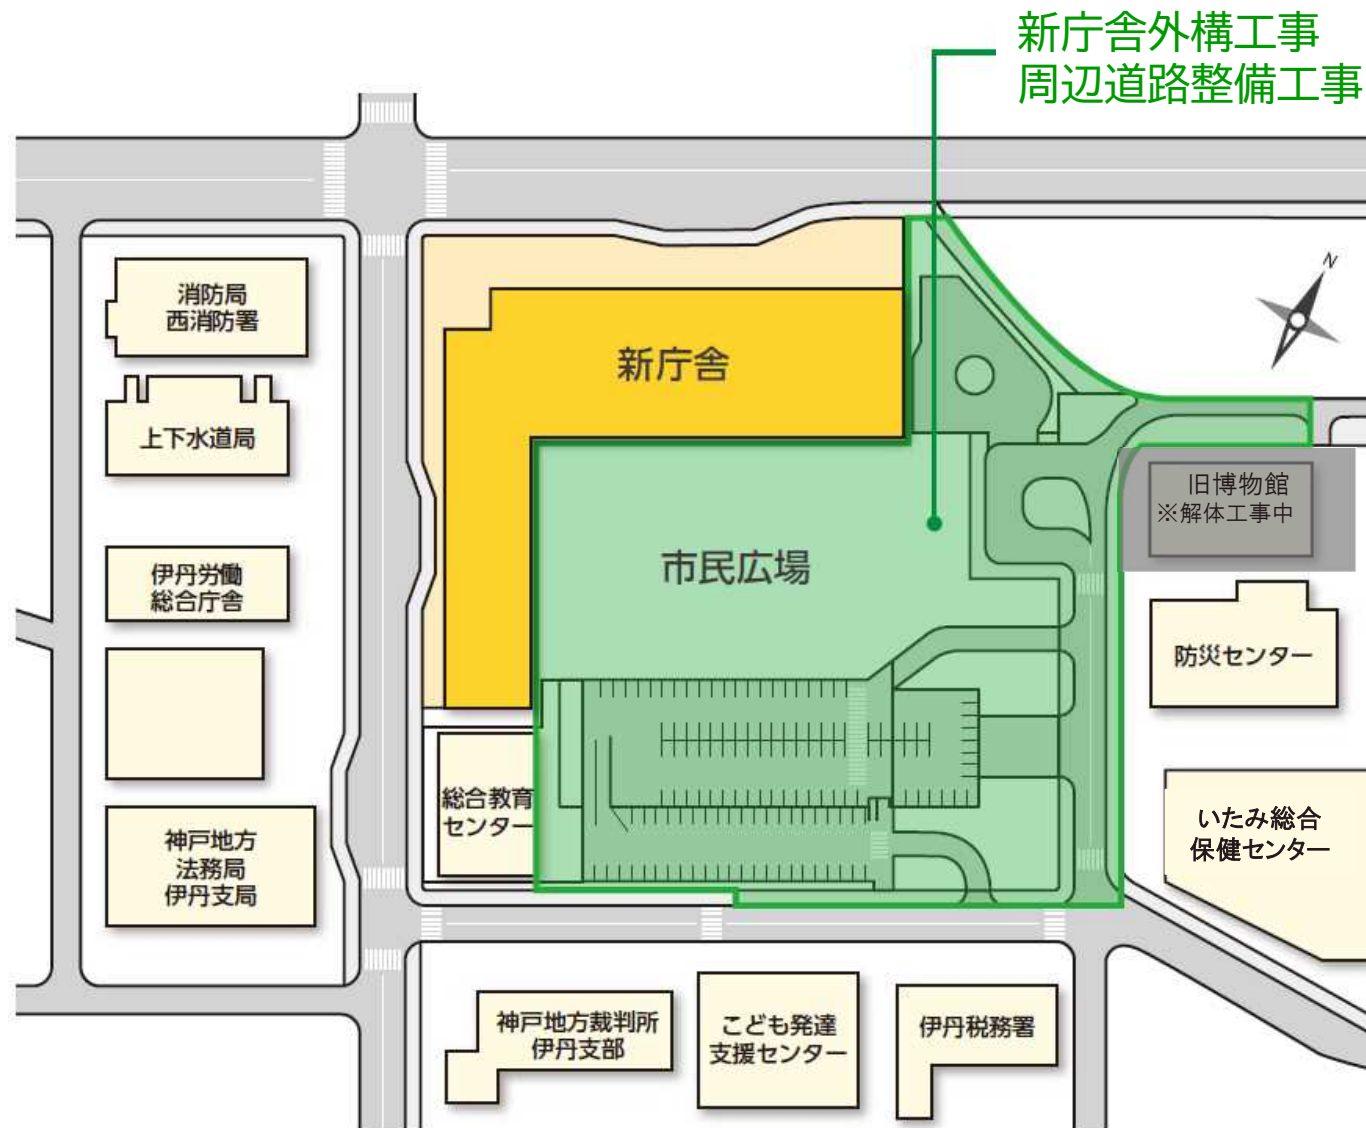 新庁舎外構工事
周辺道路整備工事
N
消防局
西消防署
新庁舎
上下水道局
旧博物館
※解体工事中
市民広場
伊丹労働
総合庁舎
防災センター
総合教育
センター
いたみ総合
保健センター
神戸地方
法務局
伊丹支局
神戸地方裁判所
伊丹支部
こども発達
支援センター
伊丹税務署